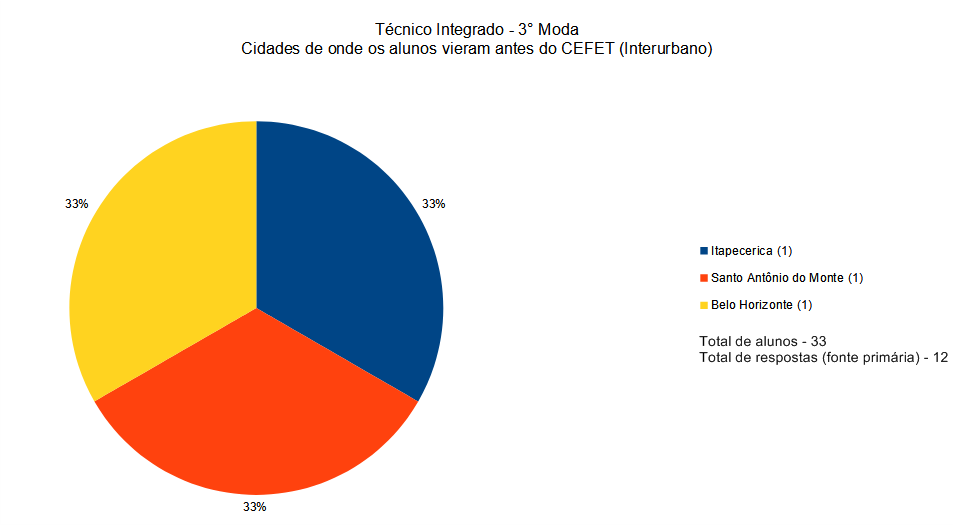 Técnico Integrado - 3° Moda
Cidades de onde os alunos vieram antes do CEFET (Interurbano)
33%
33%
Itapecerica (1)
Santo Antônio do Monte (1)
Belo Horizonte (1)
Total de alunos - 33
Total de respostas (fonte primária) - 12
33%